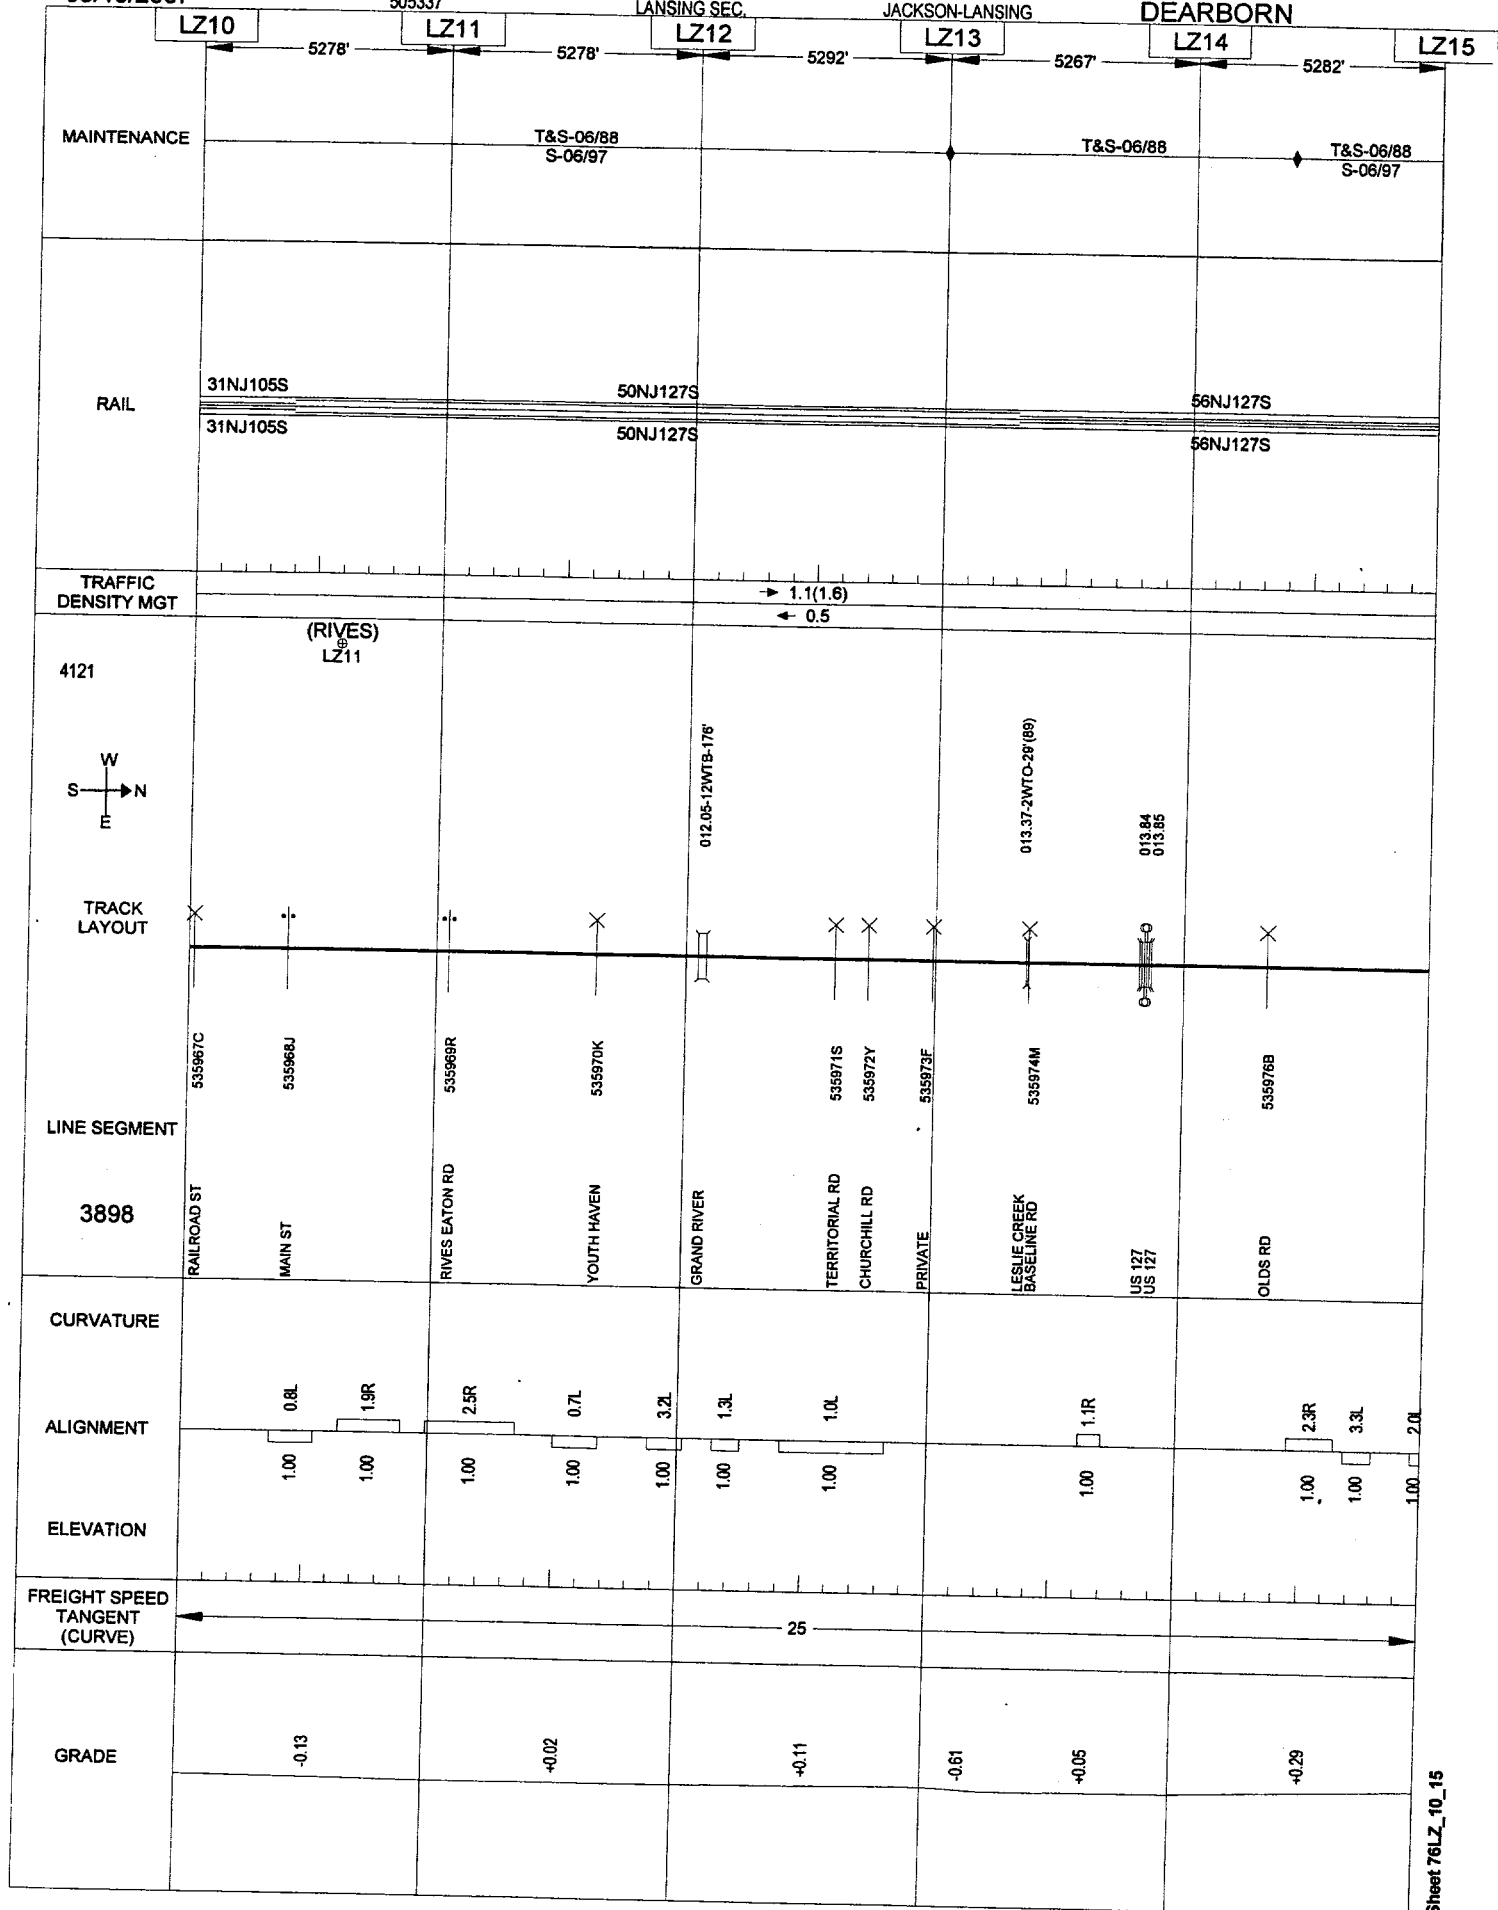 505337 LANSING SEC. JACKSON-LANSING DEARBORN
LZ10 LZ11 LZ12 LZ13 LZ14 LZ15
5278' 5278' 5292' 5267' 5282'
MAINTENANCE
T&S-06/88 T&S-06/88 T&S-06/88
S-06/97 S-06/97
31NJ105S 50NJ127S 56NJ127S
RAIL
31NJ105S 50NJ127S 56NJ127S
TRAFFIC
DENSITY MGT
1.1(1.6)
0.5
(RIVES)
LZ11
4121
W
S N
E
012.05-12WTB-176'
013.37-2WTO-29'(89)
013.84
013.85
TRACK
LAYOUT
535967C
535968J
535969R
535970K
535971S
535972Y
535973F
535974M
535976B
LINE SEGMENT
3898
RAILROAD ST
MAIN ST
RIVES EATON RD
YOUTH HAVEN
GRAND RIVER
TERRITORIAL RD
CHURCHILL RD
PRIVATE
LESLIE CREEK
BASELINE RD
US 127
US 127
OLDS RD
CURVATURE
ALIGNMENT
0.8L 1.9R 2.5R 0.7L 3.2L 1.3L 1.0L 1.1R 2.3R 3.3L 2.0L
1.00 1.00 1.00 1.00 1.00 1.00 1.00 1.00 1.00 1.00 1.00
ELEVATION
FREIGHT SPEED
TANGENT
(CURVE)
25
GRADE
-0.13 +0.02 +0.11 -0.61 +0.05 +0.29
Sheet 76LZ_10_15